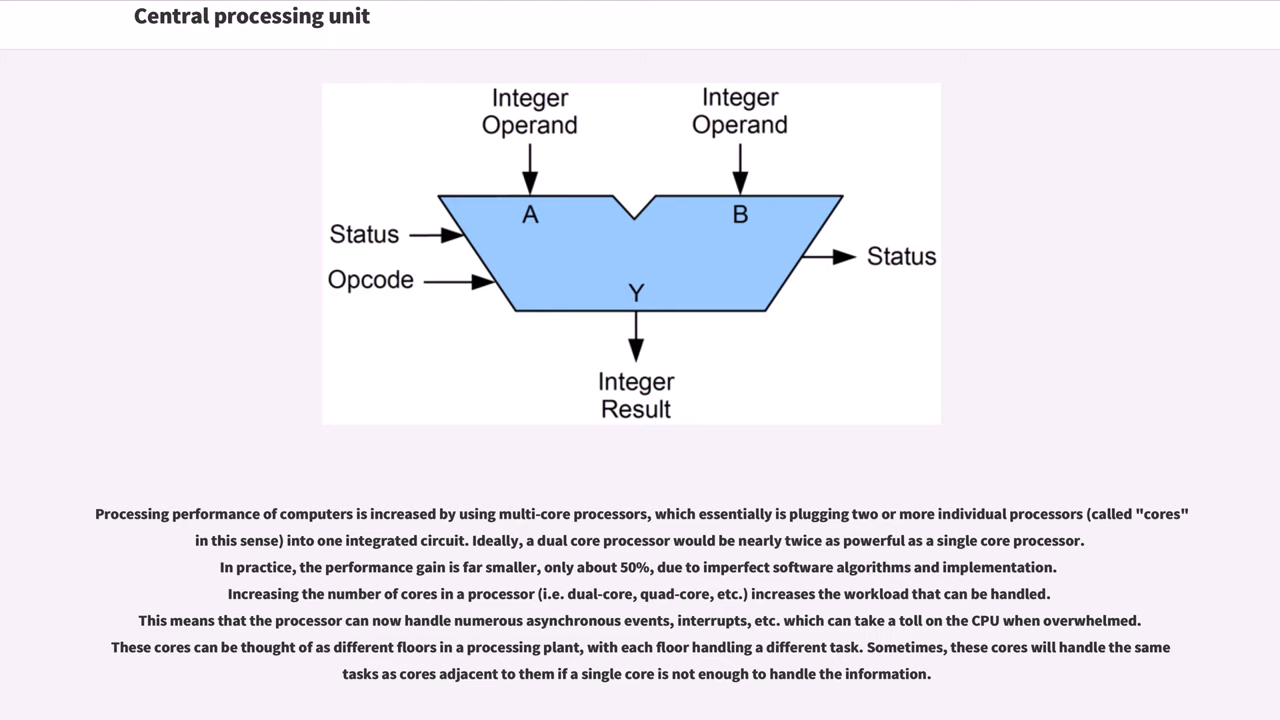 Central processing unit
Integer
Operand
Integer
Operand
A
B
Status
Opcode
Status
Y
Integer
Result
Processing performance of computers is increased by using multi-core processors, which essentially is plugging two or more individual processors (called "cores"
in this sense) into one integrated circuit. Ideally, a dual core processor would be nearly twice as powerful as a single core processor.
In practice, the performance gain is far smaller, only about 50%, due to imperfect software algorithms and implementation.
Increasing the number of cores in a processor (i.e. dual-core, quad-core, etc.) increases the workload that can be handled.
This means that the processor can now handle numerous asynchronous events, interrupts, etc. which can take a toll on the CPU when overwhelmed.
These cores can be thought of as different floors in a processing plant, with each floor handling a different task. Sometimes, these cores will handle the same
tasks as cores adjacent to them if a single core is not enough to handle the information.